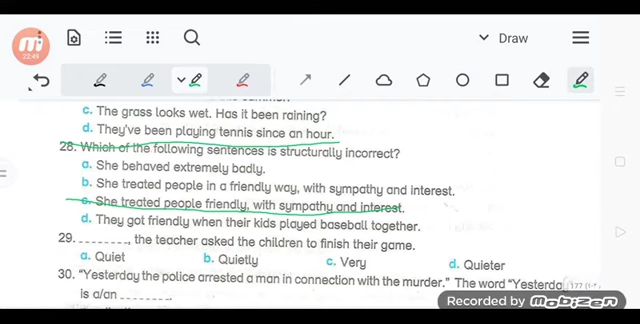 22:49
Draw
c. The grass looks wet. Has it been raining?
d. They've been playing tennis since an hour.
28. Which of the following sentences is structurally incorrect?
a. She behaved extremely badly.
b. She treated people in a friendly way, with sympathy and interest.
c. She treated people friendly, with sympathy and interest.
d. They got friendly when their kids played baseball together.
29. ________, the teacher asked the children to finish their game.
a. Quiet b. Quietly c. Very d. Quieter
30. "Yesterday the police arrested a man in connection with the murder." The word "Yesterday
is a/an ________.
Recorded by Mobizen